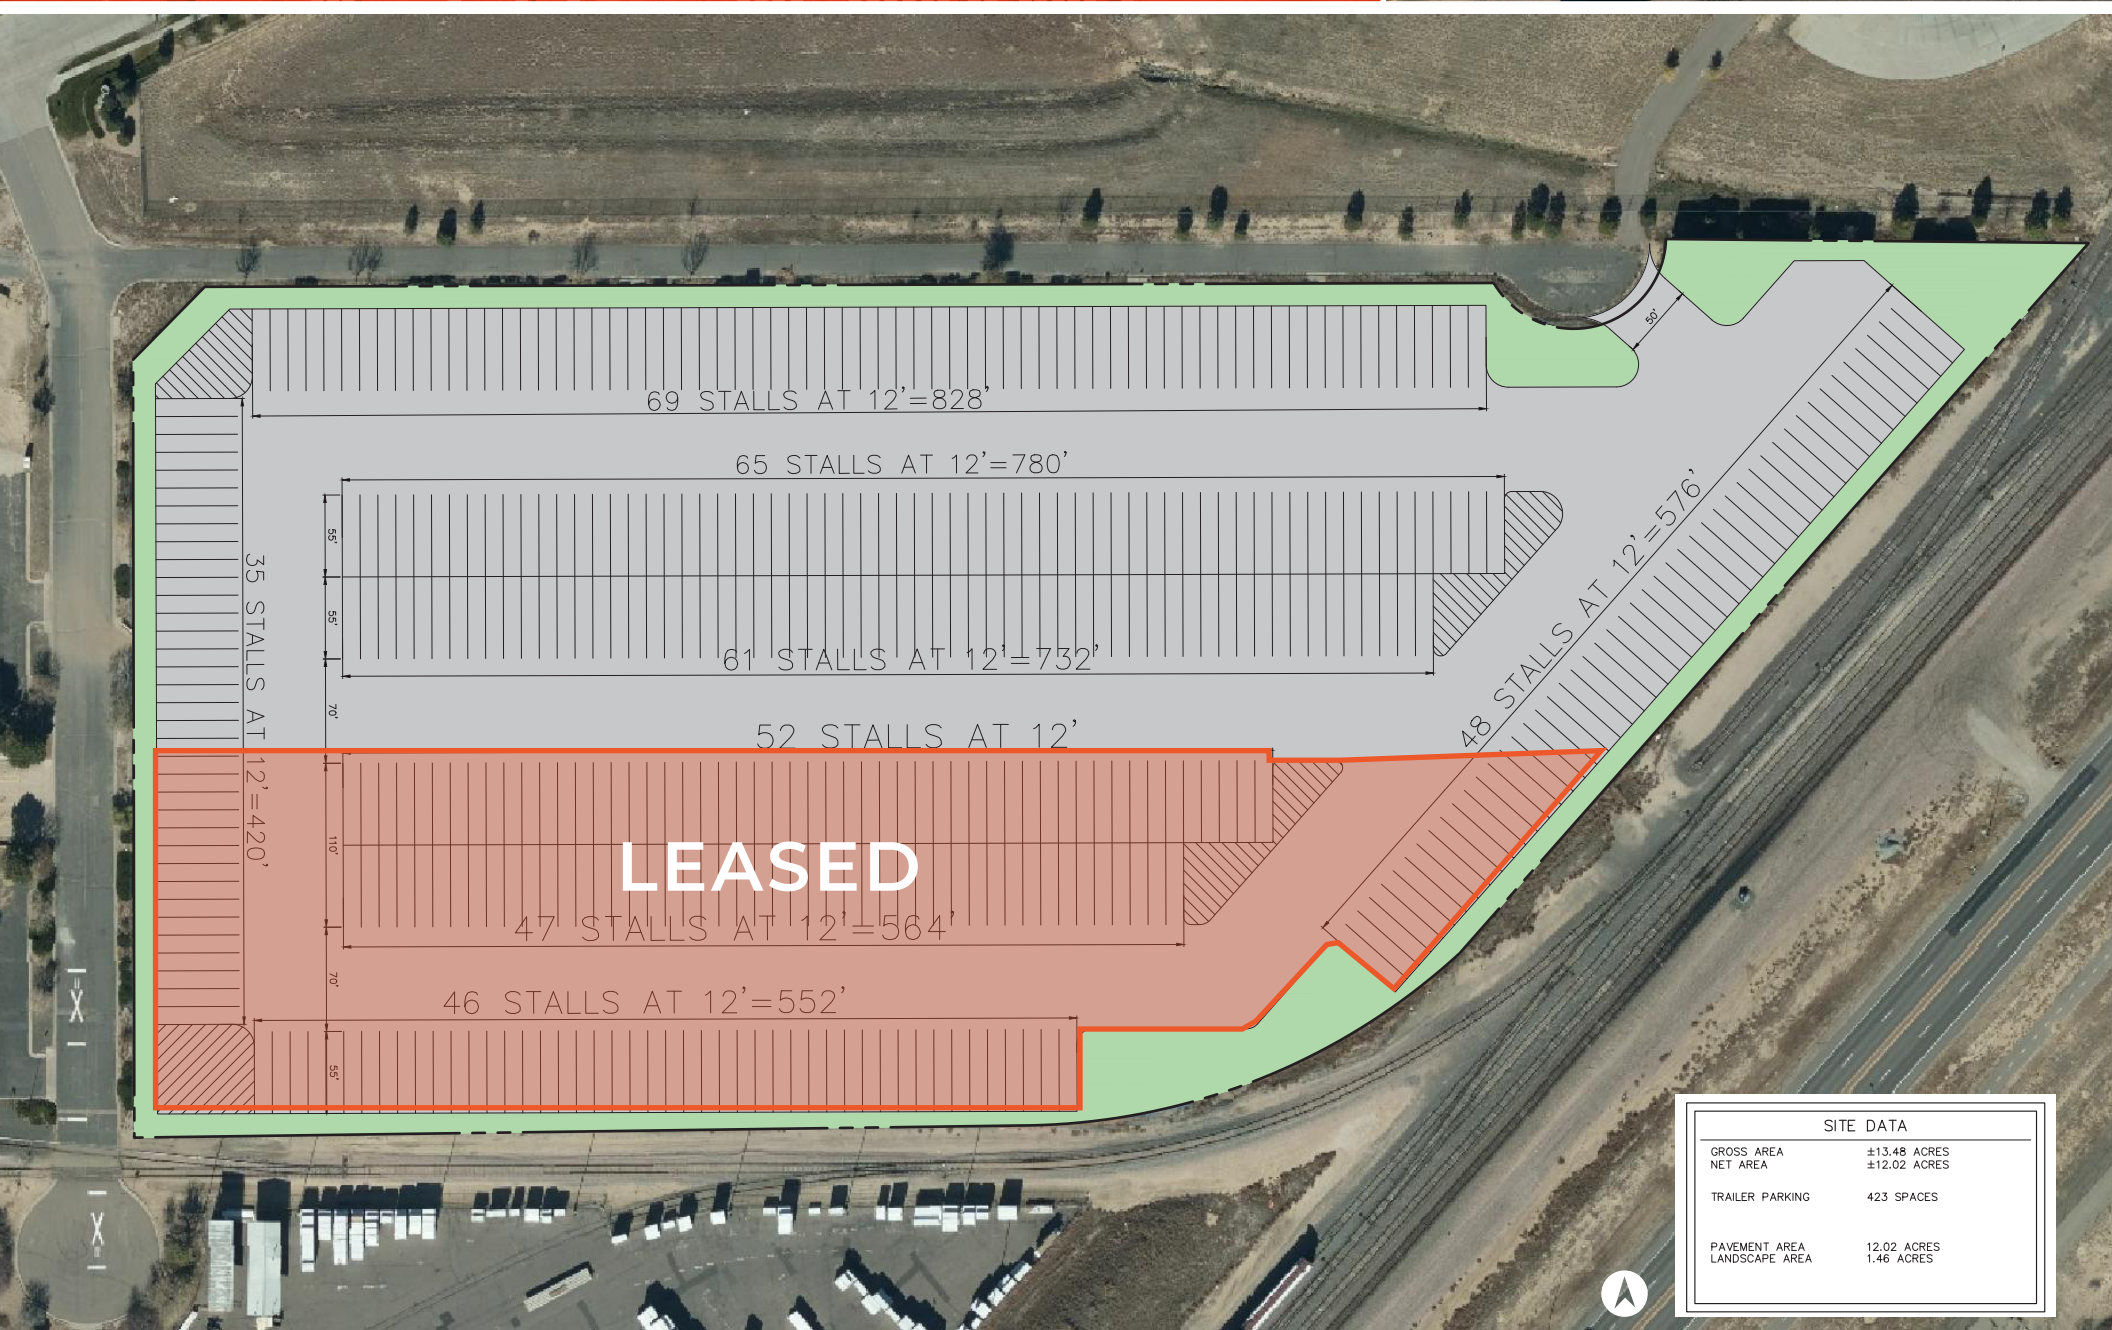 50'
69 STALLS AT 12'=828'
65 STALLS AT 12'=780'
55'
55'
61 STALLS AT 12'=732'
35 STALLS AT 12'=420'
48 STALLS AT 12'=576'
70'
52 STALLS AT 12'
110'
LEASED
47 STALLS AT 12'=564'
70'
46 STALLS AT 12'=552'
55'
SITE DATA
GROSS AREA ±13.48 ACRES
NET AREA ±12.02 ACRES
TRAILER PARKING 423 SPACES
PAVEMENT AREA 12.02 ACRES
LANDSCAPE AREA 1.46 ACRES